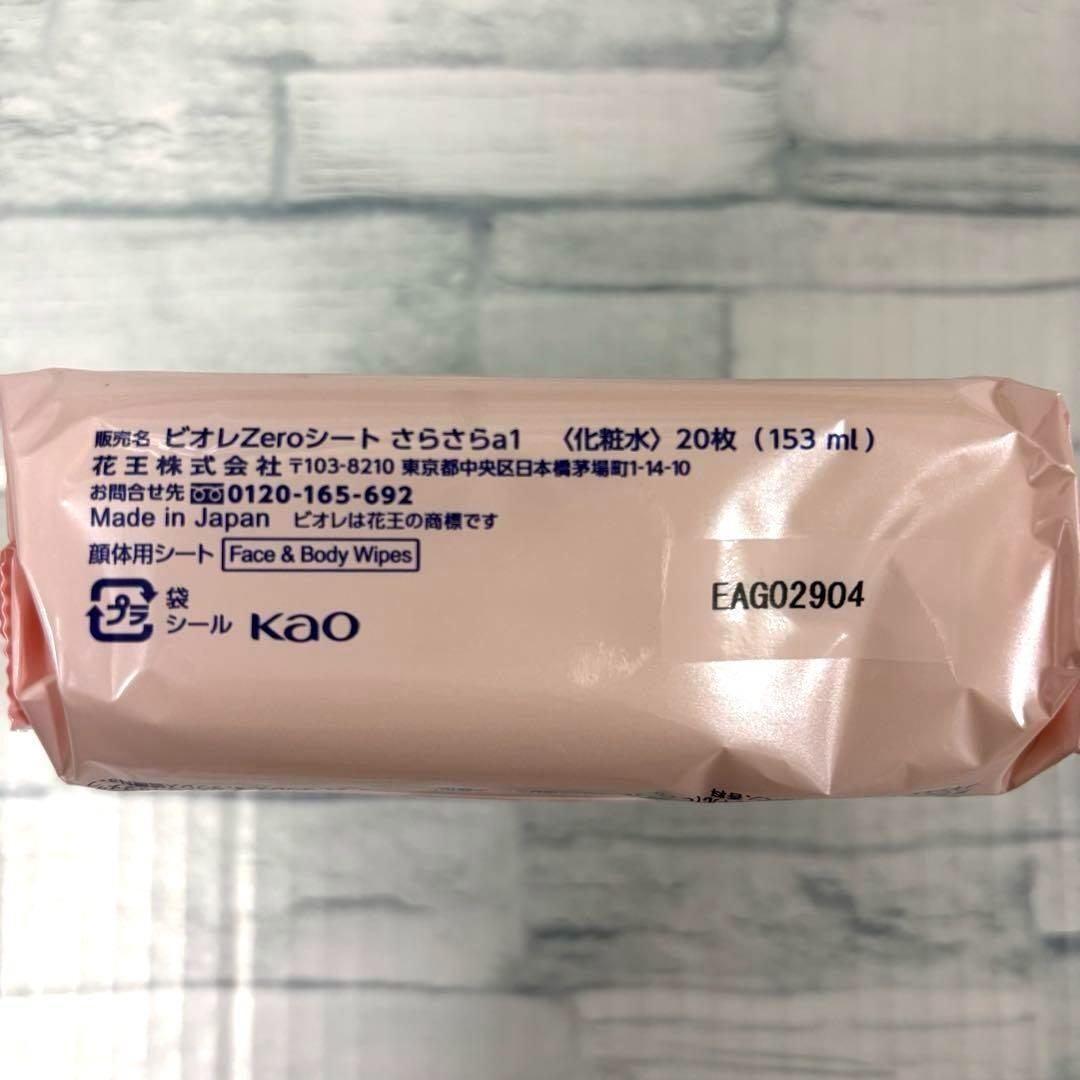 販売名 ビオレZeroシート さらさらa1 〈化粧水〉20枚 (153 ml)
花王株式会社 〒103-8210 東京都中央区日本橋茅場町1-14-10
お問合せ先 0120-165-692
Made in Japan ビオレは花王の商標です
顔体用シート Face & Body Wipes
プラ 袋
シール Kao
EAG02904